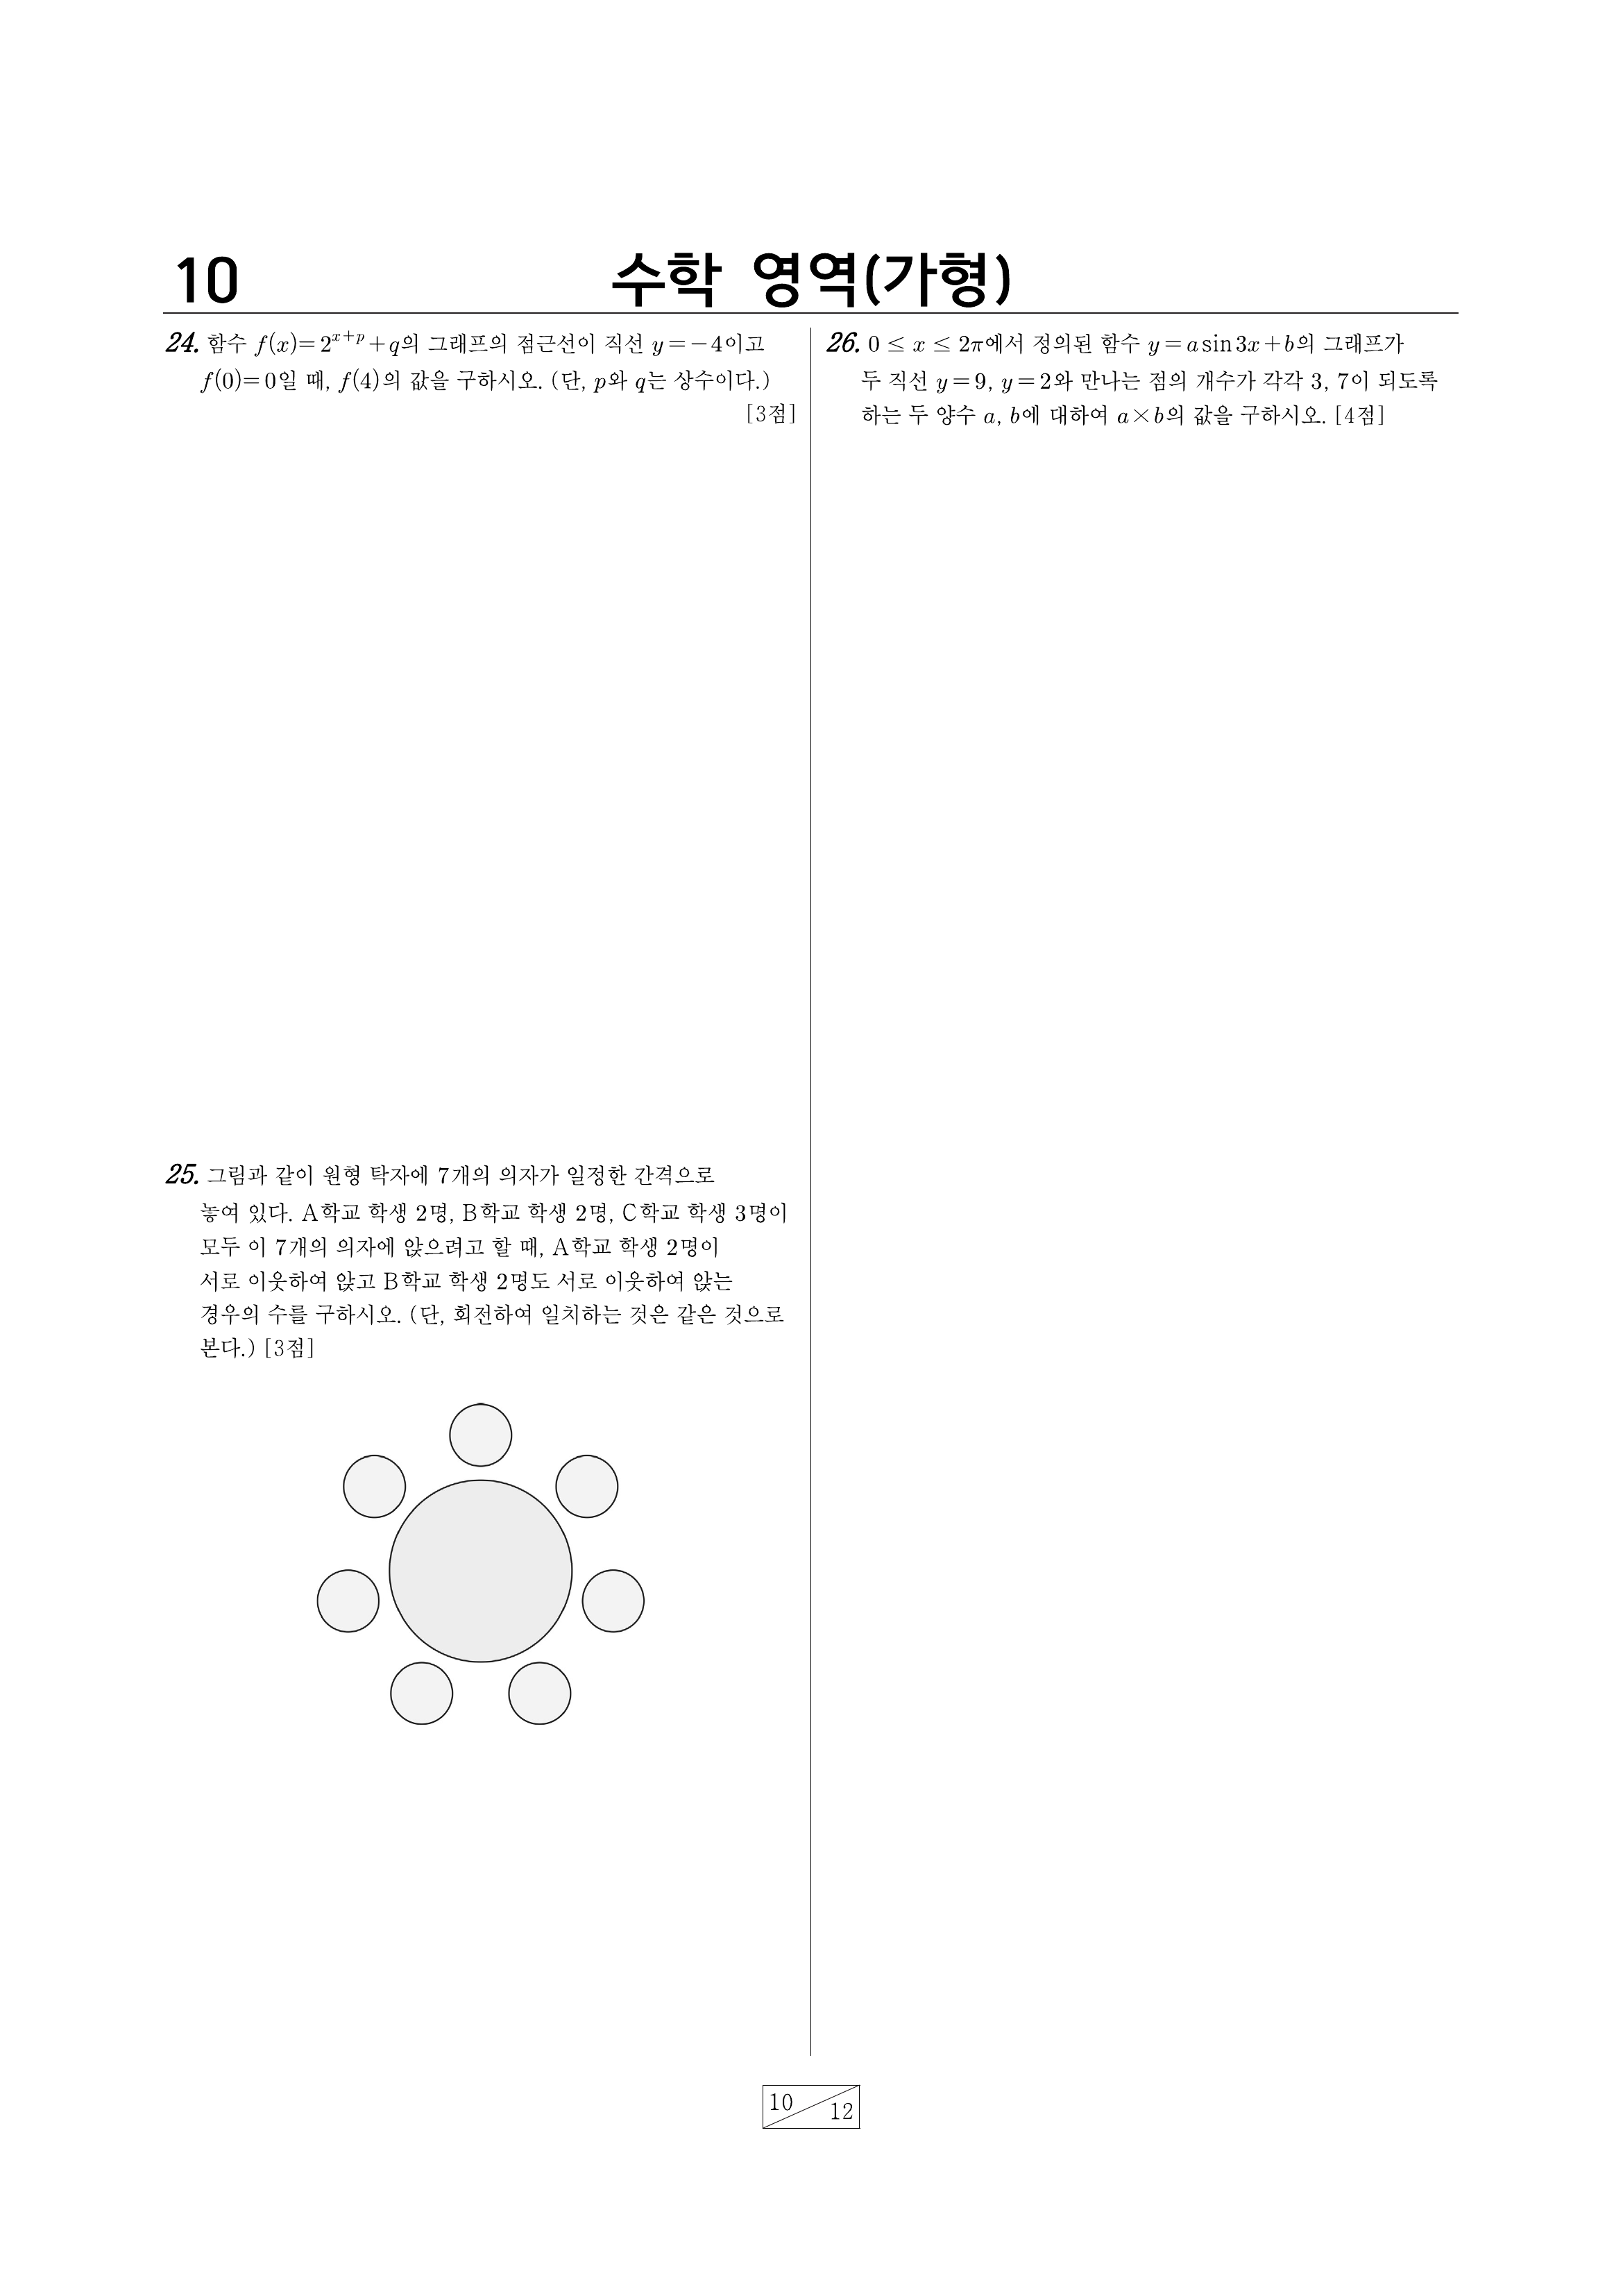 10
수학 영역(가형)
24. 함수 f(x)=2^{x+p}+q의 그래프의 점근선이 직선 y=-4이고
f(0)=0일 때, f(4)의 값을 구하시오. (단, p와 q는 상수이다.)
[3점]
25. 그림과 같이 원형 탁자에 7개의 의자가 일정한 간격으로
놓여 있다. A학교 학생 2명, B학교 학생 2명, C학교 학생 3명이
모두 이 7개의 의자에 앉으려고 할 때, A학교 학생 2명이
서로 이웃하여 앉고 B학교 학생 2명도 서로 이웃하여 앉는
경우의 수를 구하시오. (단, 회전하여 일치하는 것은 같은 것으로
본다.) [3점]
26. 0 ≤ x ≤ 2π에서 정의된 함수 y=a sin3x+b의 그래프가
두 직선 y=9, y=2와 만나는 점의 개수가 각각 3, 7이 되도록
하는 두 양수 a, b에 대하여 a×b의 값을 구하시오. [4점]
10
12